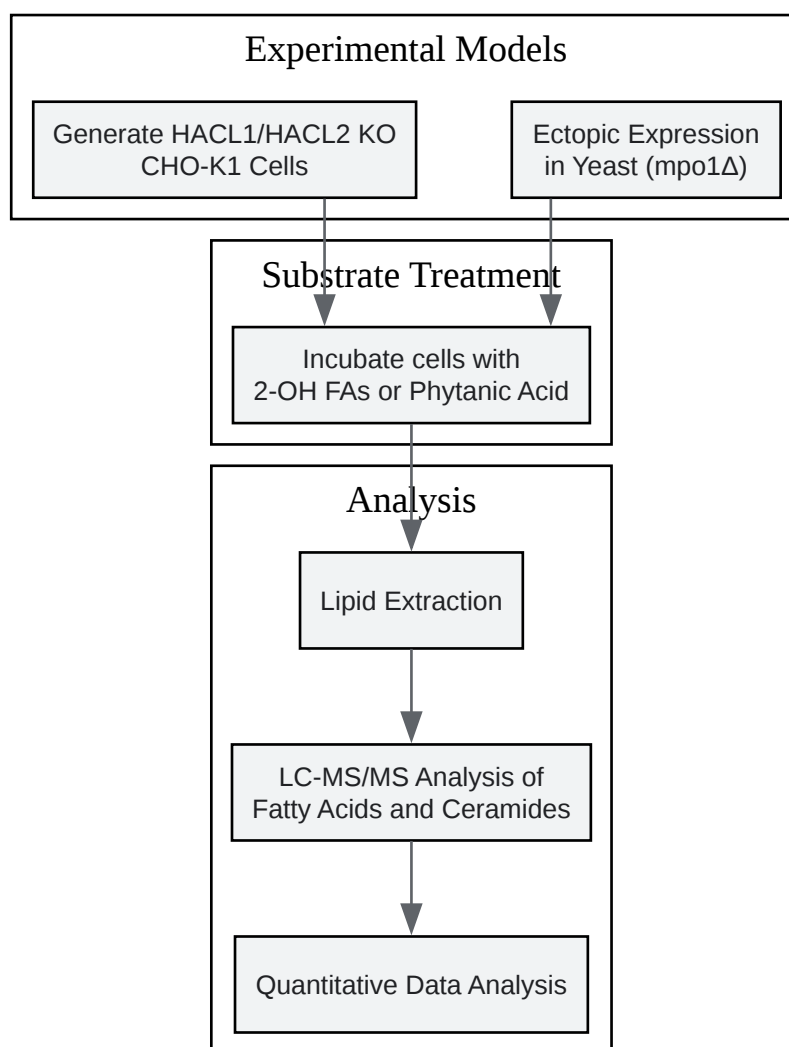 Experimental Models
Generate HACL1/HACL2 KO
CHO-K1 Cells
Ectopic Expression
in Yeast (mpo1Δ)
Substrate Treatment
Incubate cells with
2-OH FAs or Phytanic Acid
Analysis
Lipid Extraction
LC-MS/MS Analysis of
Fatty Acids and Ceramides
Quantitative Data Analysis